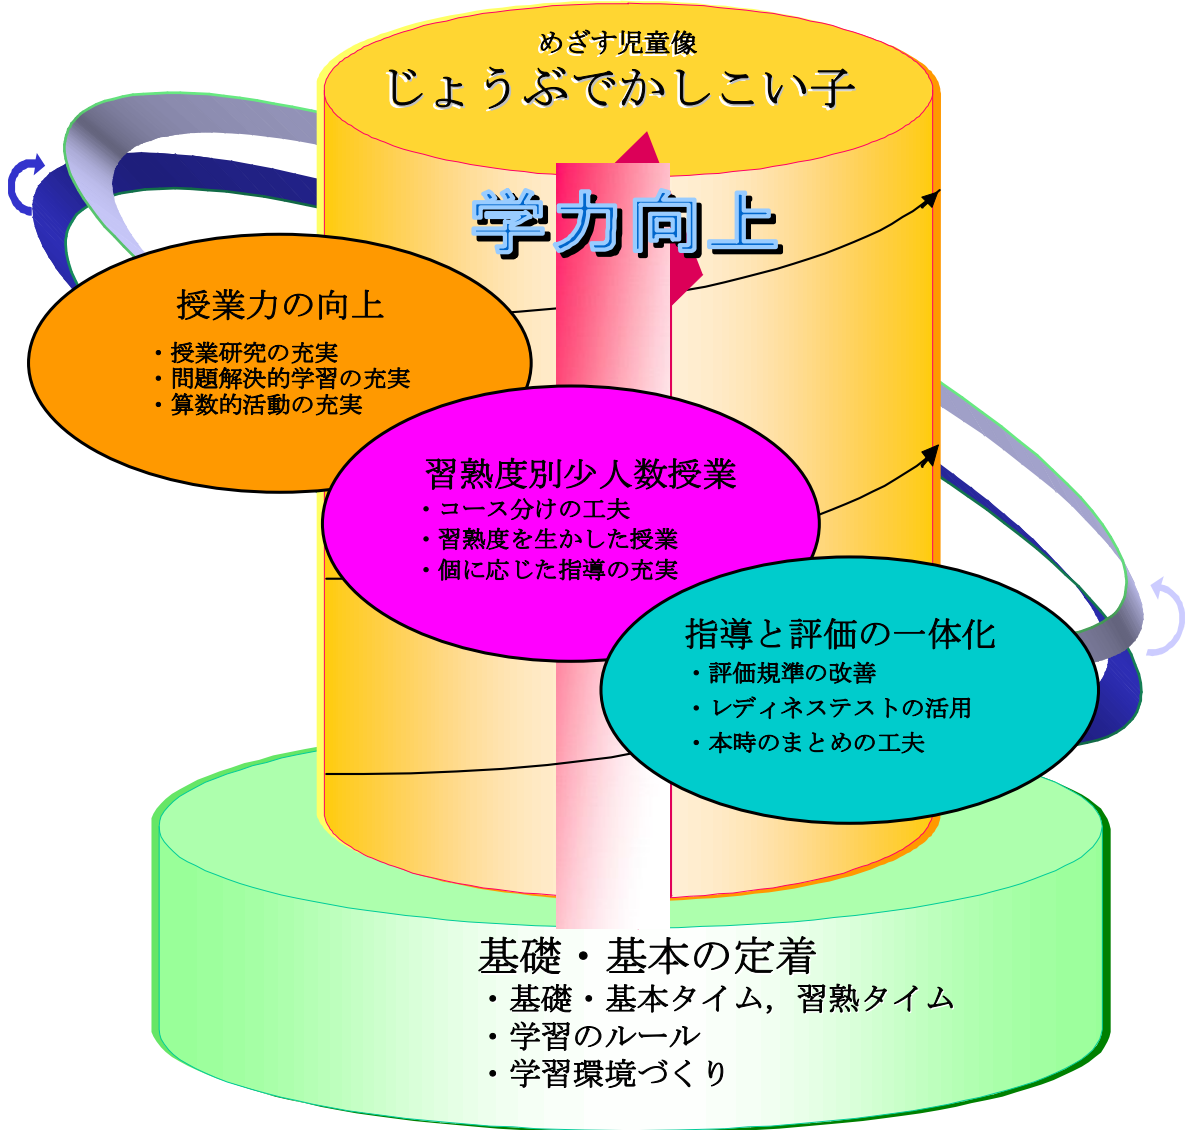 めざす児童像
じょうぶでかしこい子
学力向上
授業力の向上
・授業研究の充実
・問題解決的学習の充実
・算数的活動の充実
習熟度別少人数授業
・コース分けの工夫
・習熟度を生かした授業
・個に応じた指導の充実
指導と評価の一体化
・評価規準の改善
・レディネステストの活用
・本時のまとめの工夫
基礎・基本の定着
・基礎・基本タイム，習熟タイム
・学習のルール
・学習環境づくり